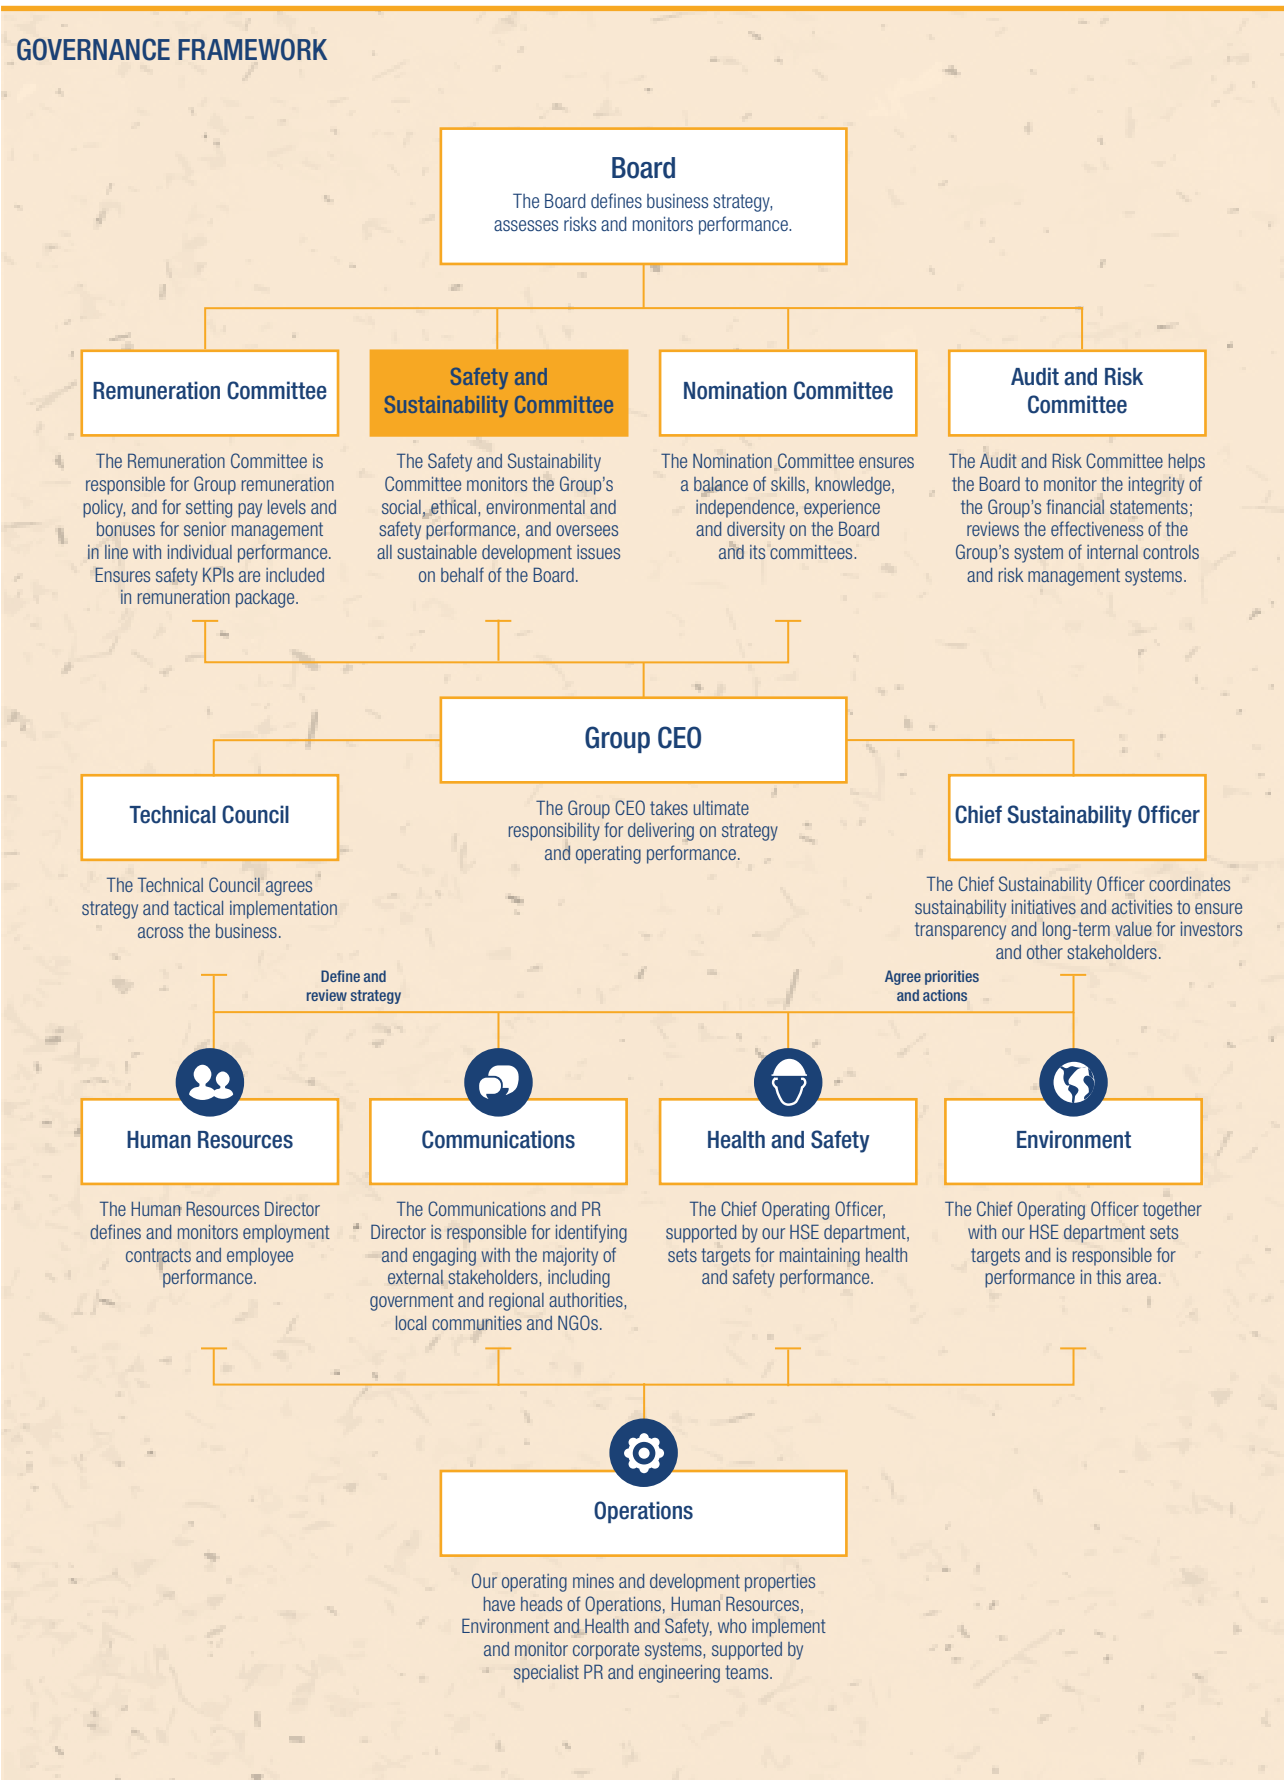 GOVERNANCE FRAMEWORK
Board
The Board defines business strategy,
assesses risks and monitors performance.
Remuneration Committee
The Remuneration Committee is
responsible for Group remuneration
policy, and for setting pay levels and
bonuses for senior management
in line with individual performance.
Ensures safety KPIs are included
in remuneration package.
Safety and
Sustainability Committee
The Safety and Sustainability
Committee monitors the Group's
social, ethical, environmental and
safety performance, and oversees
all sustainable development issues
on behalf of the Board.
Nomination Committee
The Nomination Committee ensures
a balance of skills, knowledge,
independence, experience
and diversity on the Board
and its committees.
Audit and Risk
Committee
The Audit and Risk Committee helps
the Board to monitor the integrity of
the Group's financial statements;
reviews the effectiveness of the
Group's system of internal controls
and risk management systems.
Group CEO
The Group CEO takes ultimate
responsibility for delivering on strategy
and operating performance.
Technical Council
The Technical Council agrees
strategy and tactical implementation
across the business.
Chief Sustainability Officer
The Chief Sustainability Officer coordinates
sustainability initiatives and activities to ensure
transparency and long-term value for investors
and other stakeholders.
Define and
review strategy
Agree priorities
and actions
Human Resources
The Human Resources Director
defines and monitors employment
contracts and employee
performance.
Communications
The Communications and PR
Director is responsible for identifying
and engaging with the majority of
external stakeholders, including
government and regional authorities,
local communities and NGOs.
Health and Safety
The Chief Operating Officer,
supported by our HSE department,
sets targets for maintaining health
and safety performance.
Environment
The Chief Operating Officer together
with our HSE department sets
targets and is responsible for
performance in this area.
Operations
Our operating mines and development properties
have heads of Operations, Human Resources,
Environment and Health and Safety, who implement
and monitor corporate systems, supported by
specialist PR and engineering teams.